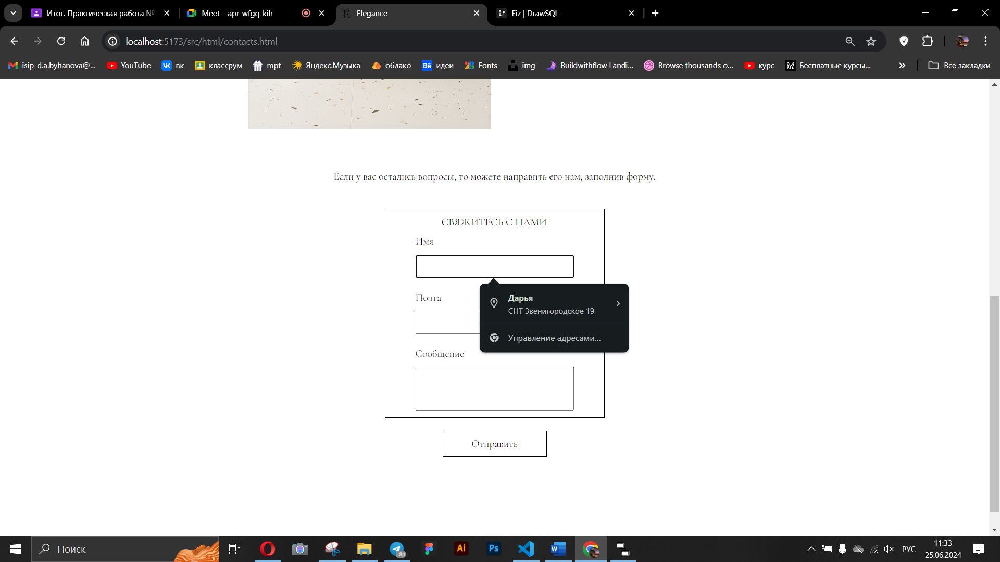 Итог. Практическая работа №
Meet – apr-wfgq-kih
Elegance
Fiz | DrawSQL
localhost:5173/src/html/contacts.html
isip_d.a.byhanova@...
YouTube
вк
классрум
mpt
Яндекс.Музыка
облако
идеи
Fonts
img
Buildwithflow Landi...
Browse thousands o...
курс
Бесплатные курсы...
Все закладки
Если у вас остались вопросы, то можете направить его нам, заполнив форму.
СВЯЖИТЕСЬ С НАМИ
Имя
Дарья
СНТ Звенигородское 19
Управление адресами...
Почта
Сообщение
Отправить
Поиск
РУС
11:33
25.06.2024